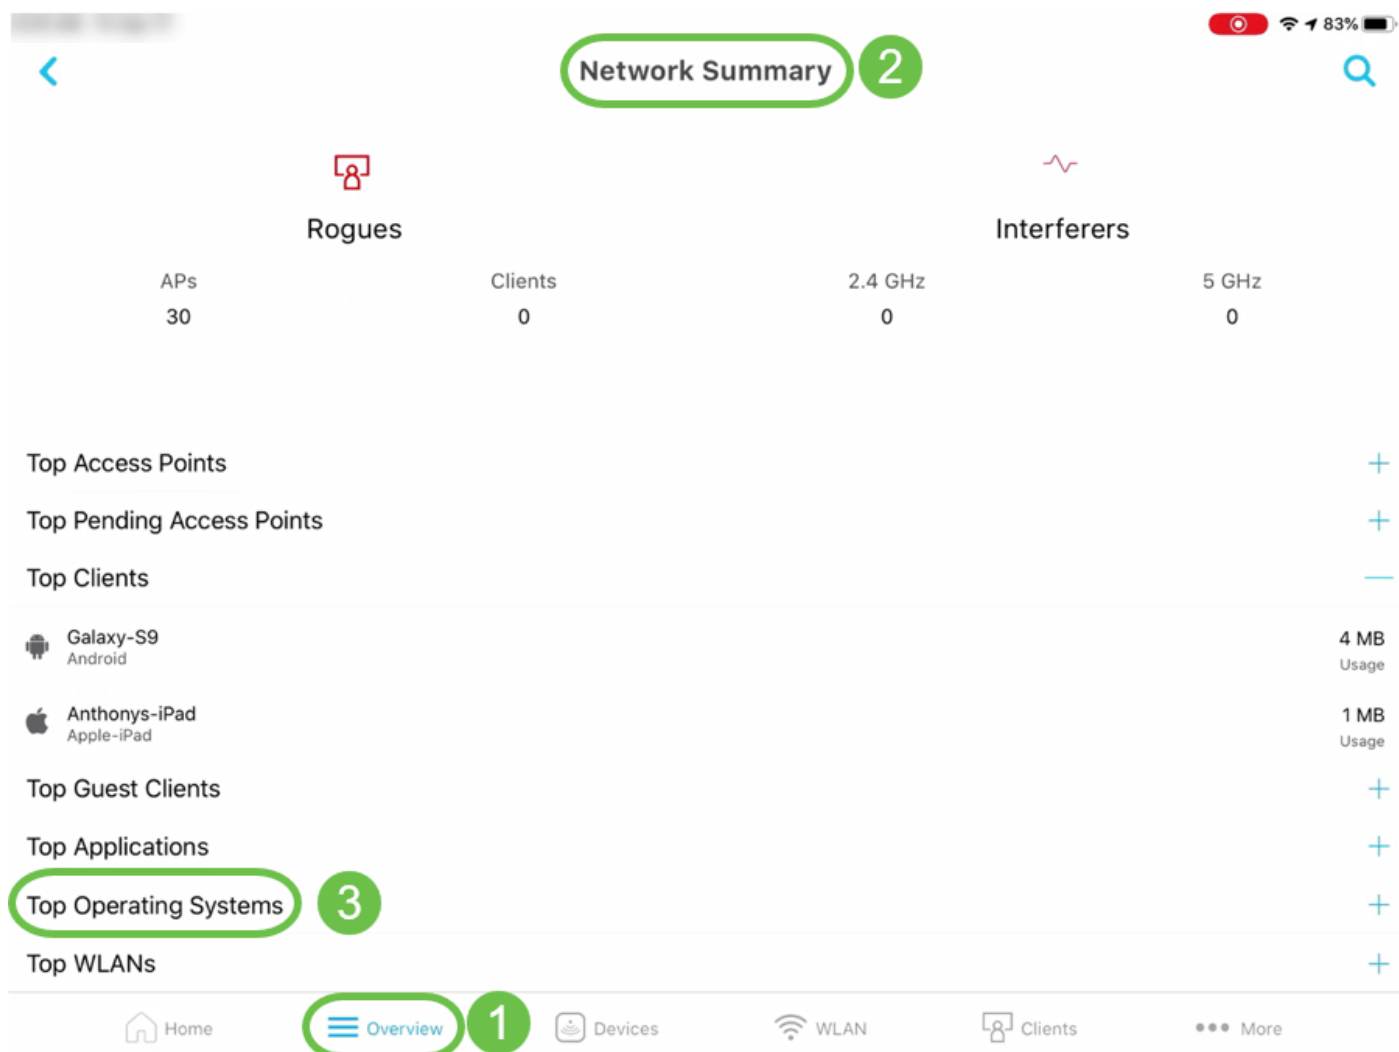 83%
Network Summary 2
Rogues
Interferers
APs Clients 2.4 GHz 5 GHz
30 0 0 0
Top Access Points
Top Pending Access Points
Top Clients
Galaxy-S9 4 MB
Android Usage
Anthonys-iPad 1 MB
Apple-iPad Usage
Top Guest Clients
Top Applications
Top Operating Systems 3
Top WLANs
Home Overview 1 Devices WLAN Clients More